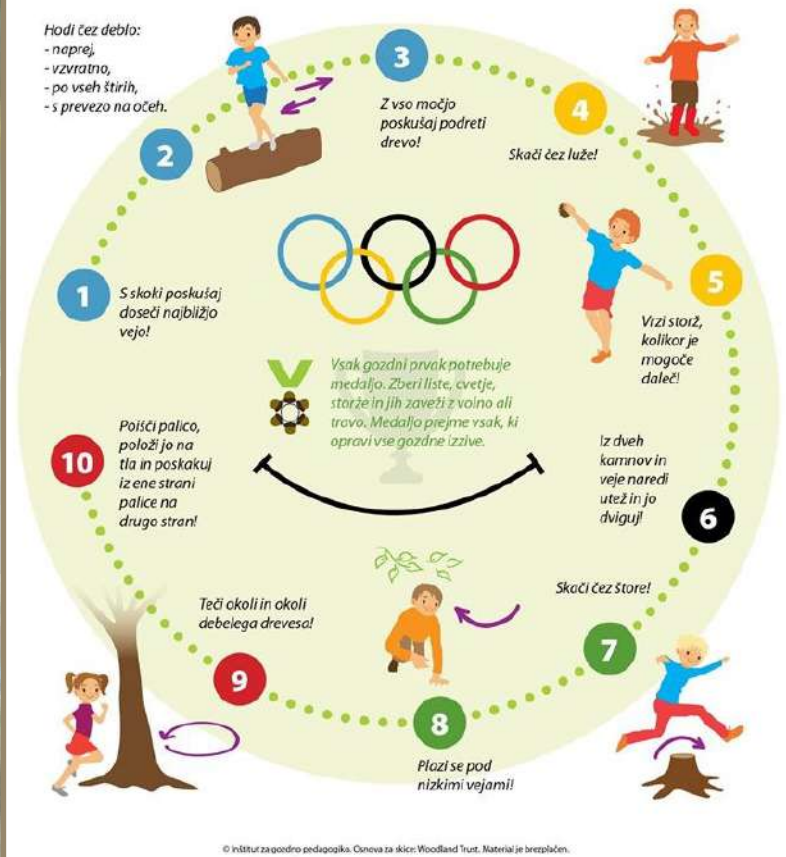 Hodi čez deblo:
- naprej,
- vzvratno,
- po vseh štirih,
- s prevezo na očeh.
2
3
Z vso močjo
poskušaj podreti
drevo!
4
Skači čez luže!
1
S skoki poskušaj
doseči najbližjo
vejo!
5
Vrzi storž,
kolikor je
mogoče
daleč!
Vsak gozdni prvak potrebuje
medaljo. Zberi liste, cvetje,
storže in jih zaveži z volno ali
travo. Medaljo prejme vsak, ki
opravi vse gozdne izzive.
10
Poišči palico,
položi jo na
tla in poskakuj
iz ene strani
palice na
drugo stran!
Iz dveh
kamnov in
veje naredi
utež in jo
dviguj!
6
Teči okoli in okoli
debelega drevesa!
9
Skači čez štore!
7
8
Plazi se pod
nizkimi vejami!
© Inštitut za gozdno pedagogiko. Osnova za skice: Woodland Trust. Material je brezplačen.